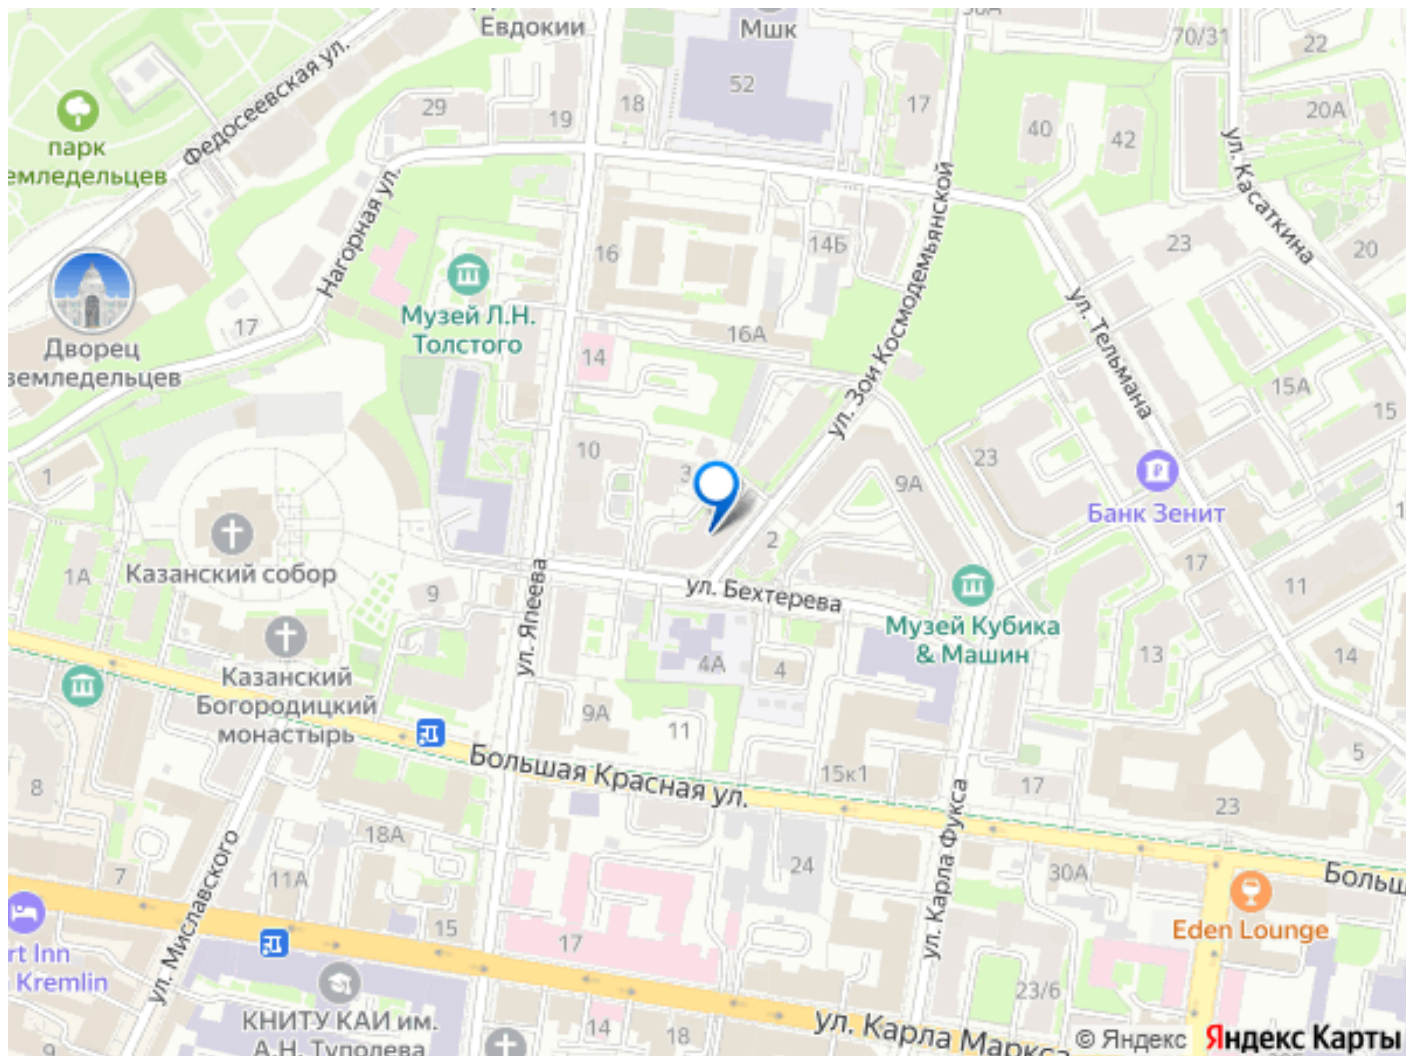 Евдокии
Мшк
50А
70/31
22
52
Федосеевская ул.
29
19
18
17
40
42
20А
парк
емледельцев
ул. Касаткина
Нагорная ул.
16
14Б
23
20
ул. Зои Космодемьянской
Музей Л.Н.
Толстого
17
16А
14
ул. Тельмана
Дворец
земледельцев
15А
15
10
3
23
9А
1
Банк Зенит
2
17
11
Казанский собор
1А
9
ул. Япеева
ул. Бехтерева
Музей Кубика
& Машин
4А
4
13
14
Казанский
Богородицкий
монастырь
9А
11
5
Большая Красная ул.
15к1
17
23
8
18А
ул. Миславского
7
11А
24
ул. Карла Фукса
30А
Больш
15
17
Eden Lounge
rt Inn
Kremlin
23/6
КНИТУ КАИ им.
А.Н. Туполева
14
18
9
ул. Карла Маркса
© Яндекс
Яндекс Карты